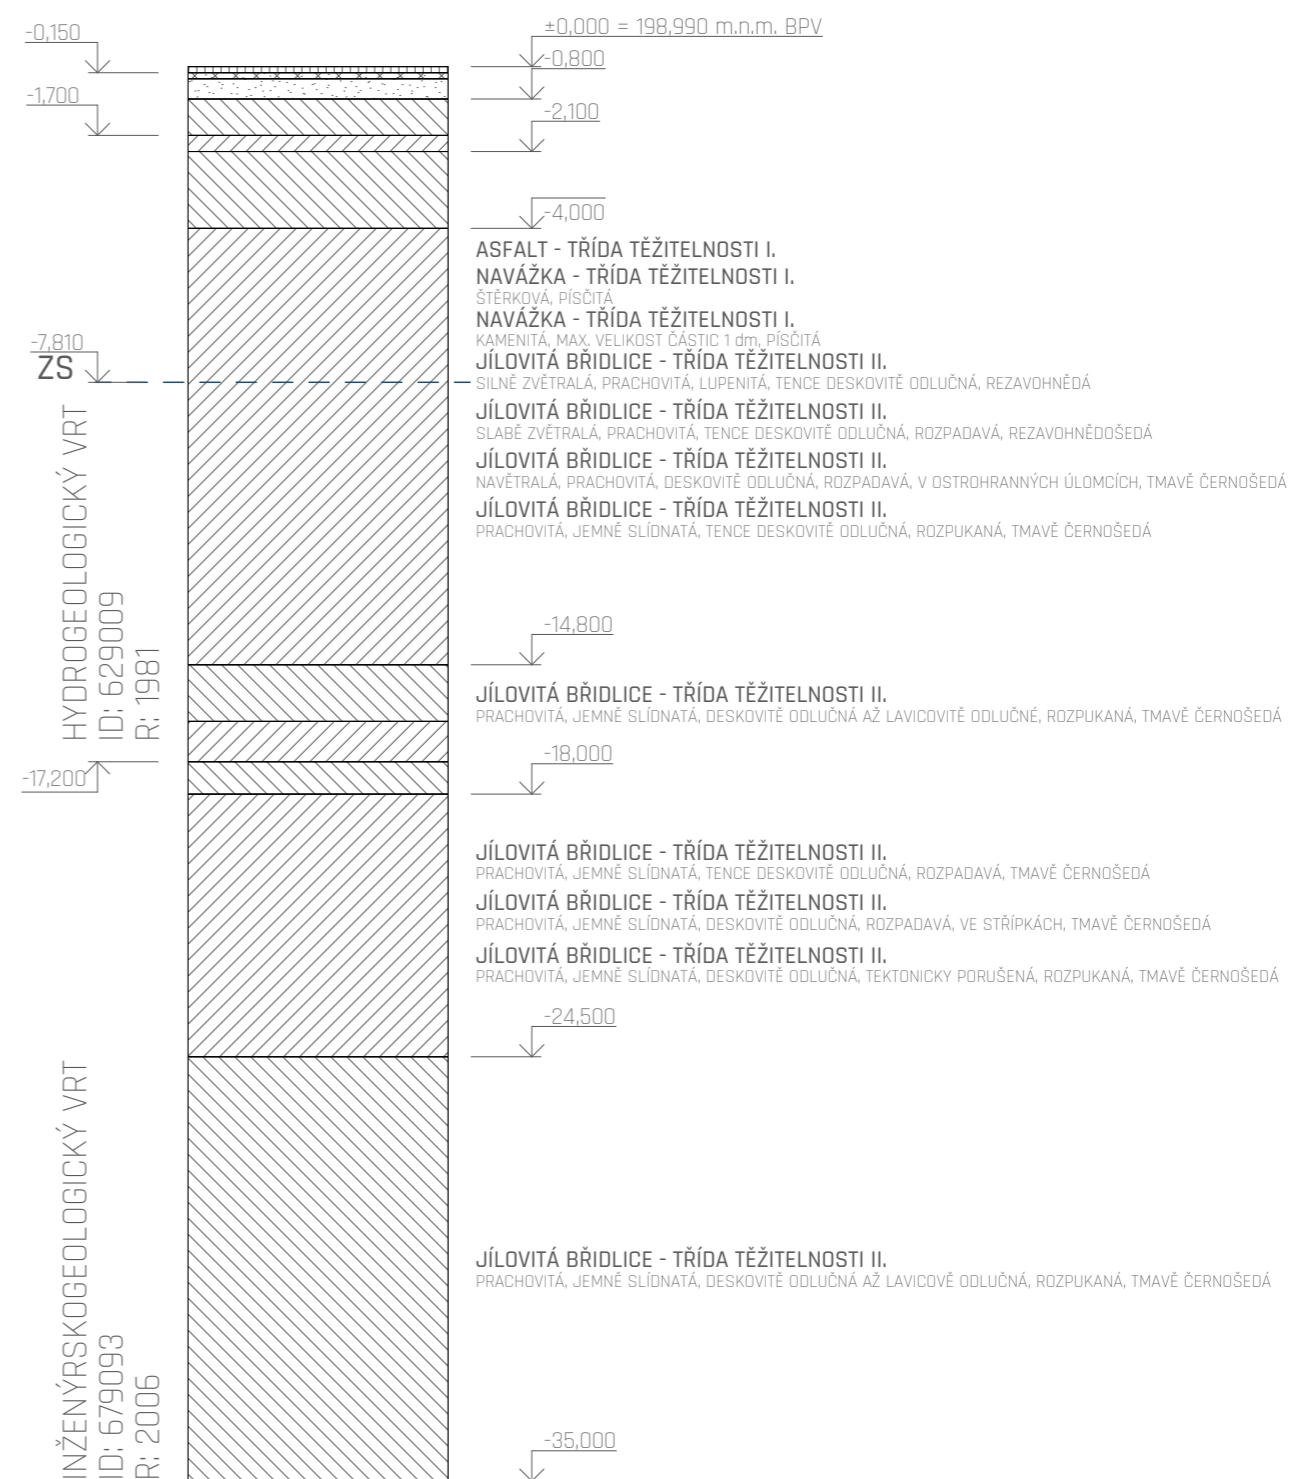 -0,150
±0,000 = 198,990 m.n.m. BPV
-0,800
-1,700
-2,100
-4,000
ASFALT - TŘÍDA TĚŽITELNOSTI I.
NAVÁŽKA - TŘÍDA TĚŽITELNOSTI I.
ŠTĚRKOVÁ, PÍSČITÁ
NAVÁŽKA - TŘÍDA TĚŽITELNOSTI I.
KAMENITÁ, MAX. VELIKOST ČÁSTIC 1 dm, PÍSČITÁ
-7,810
ZS
JÍLOVITÁ BŘIDLICE - TŘÍDA TĚŽITELNOSTI II.
SILNĚ ZVĚTRALÁ, PRACHOVITÁ, LUPENITÁ, TENCE DESKOVITĚ ODLUČNÁ, REZAVOHNĚDÁ
JÍLOVITÁ BŘIDLICE - TŘÍDA TĚŽITELNOSTI II.
SLABĚ ZVĚTRALÁ, PRACHOVITÁ, TENCE DESKOVITĚ ODLUČNÁ, ROZPADAVÁ, REZAVOHNĚDOŠEDÁ
JÍLOVITÁ BŘIDLICE - TŘÍDA TĚŽITELNOSTI II.
NAVĚTRALÁ, PRACHOVITÁ, DESKOVITĚ ODLUČNÁ, ROZPADAVÁ, V OSTROHRANNÝCH ÚLOMCÍCH, TMAVĚ ČERNOŠEDÁ
JÍLOVITÁ BŘIDLICE - TŘÍDA TĚŽITELNOSTI II.
PRACHOVITÁ, JEMNĚ SLÍDNATÁ, TENCE DESKOVITĚ ODLUČNÁ, ROZPUKANÁ, TMAVĚ ČERNOŠEDÁ
HYDROGEOLOGICKÝ VRT
ID: 629009
R: 1981
-14,800
JÍLOVITÁ BŘIDLICE - TŘÍDA TĚŽITELNOSTI II.
PRACHOVITÁ, JEMNĚ SLÍDNATÁ, DESKOVITĚ ODLUČNÁ AŽ LAVICOVITĚ ODLUČNÉ, ROZPUKANÁ, TMAVĚ ČERNOŠEDÁ
-18,000
-17,200
JÍLOVITÁ BŘIDLICE - TŘÍDA TĚŽITELNOSTI II.
PRACHOVITÁ, JEMNĚ SLÍDNATÁ, TENCE DESKOVITĚ ODLUČNÁ, ROZPADAVÁ, TMAVĚ ČERNOŠEDÁ
JÍLOVITÁ BŘIDLICE - TŘÍDA TĚŽITELNOSTI II.
PRACHOVITÁ, JEMNĚ SLÍDNATÁ, DESKOVITĚ ODLUČNÁ, ROZPADAVÁ, VE STŘÍPKÁCH, TMAVĚ ČERNOŠEDÁ
JÍLOVITÁ BŘIDLICE - TŘÍDA TĚŽITELNOSTI II.
PRACHOVITÁ, JEMNĚ SLÍDNATÁ, DESKOVITĚ ODLUČNÁ, TEKTONICKY PORUŠENÁ, ROZPUKANÁ, TMAVĚ ČERNOŠEDÁ
-24,500
INŽENÝRSKOGEOLOGICKÝ VRT
ID: 679093
R: 2006
JÍLOVITÁ BŘIDLICE - TŘÍDA TĚŽITELNOSTI II.
PRACHOVITÁ, JEMNĚ SLÍDNATÁ, DESKOVITĚ ODLUČNÁ AŽ LAVICOVĚ ODLUČNÁ, ROZPUKANÁ, TMAVĚ ČERNOŠEDÁ
-35,000